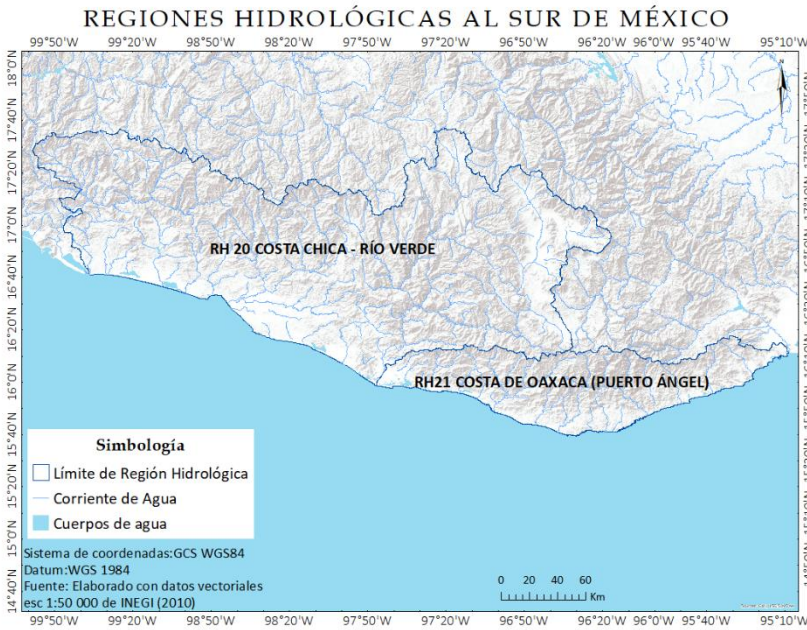 REGIONES HIDROLÓGICAS AL SUR DE MÉXICO
99°50'W 99°20'W 98°50'W 98°20'W 97°50'W 97°20'W 96°50'W 96°20'W 96°0'W 95°40'W 95°10'W
18°0'N
17°40'N
17°20'N
17°0'N
16°40'N
16°20'N
16°0'N
15°40'N
15°20'N
15°0'N
14°40'N
N
RH 20 COSTA CHICA - RÍO VERDE
RH21 COSTA DE OAXACA (PUERTO ÁNGEL)
Simbología
Límite de Región Hidrológica
Corriente de Agua
Cuerpos de agua
Sistema de coordenadas:GCS WGS84
Datum:WGS 1984
Fuente: Elaborado con datos vectoriales
esc 1:50 000 de INEGI (2010)
0 20 40 60
Km
99°50'W 99°20'W 98°50'W 98°20'W 97°50'W 97°20'W 96°50'W 96°20'W 96°0'W 95°40'W 95°10'W